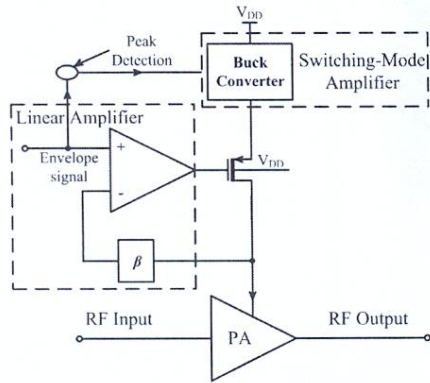 V_DD
Peak
Detection
Buck
Converter
Switching-Mode
Amplifier
Linear Amplifier
+
Envelope
signal
V_DD
-
β
RF Input
PA
RF Output